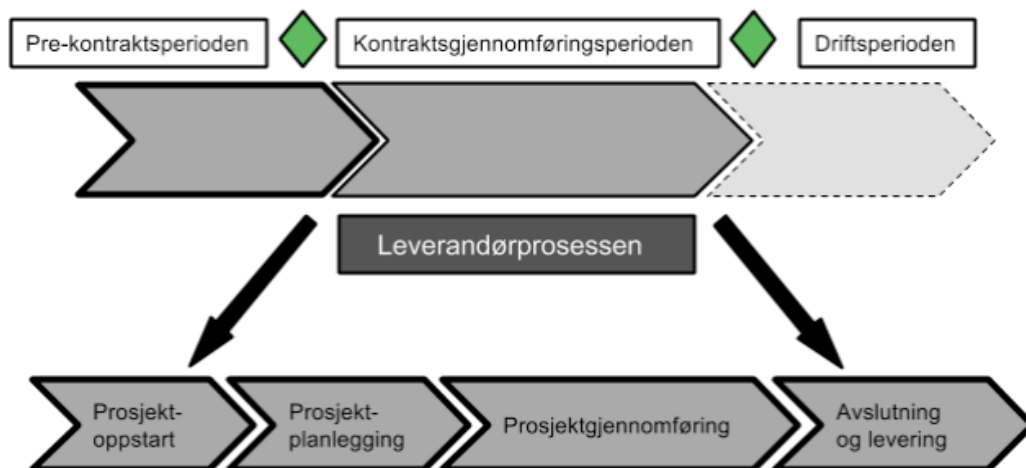 Pre-kontraktsperioden
Kontraktsgjennomføringsperioden
Driftsperioden
Leverandørprosessen
Prosjekt-
oppstart
Prosjekt-
planlegging
Prosjektgjennomføring
Avslutning
og levering